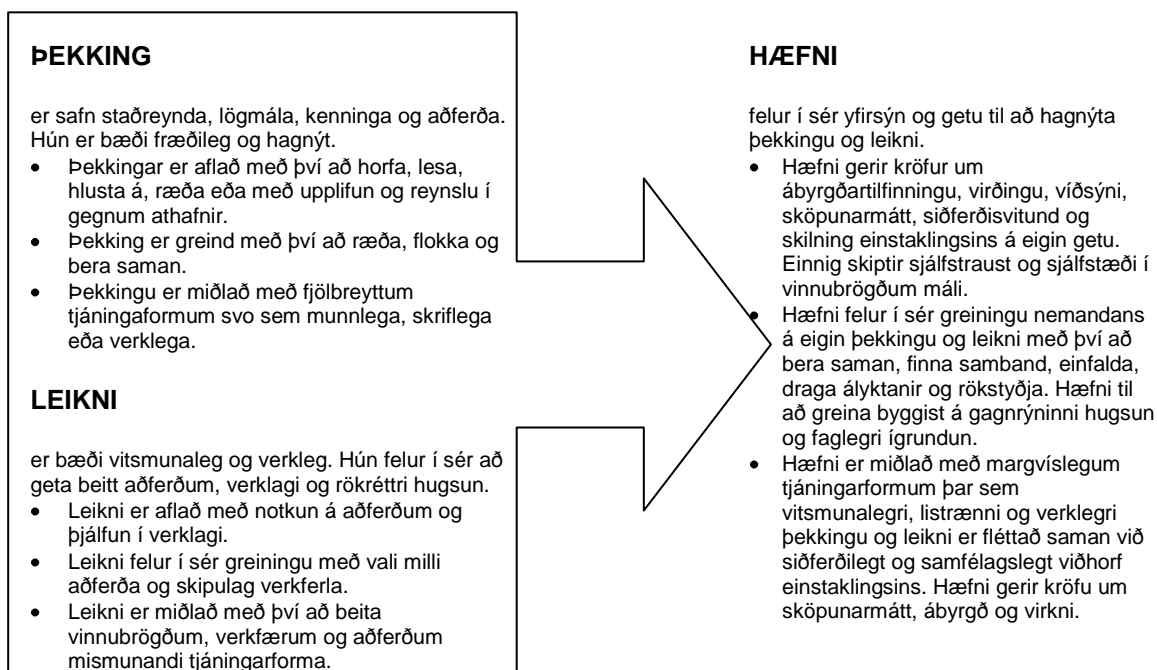 ÞEKKING
er safn staðreynda, lögmála, kenninga og aðferða.
Hún er bæði fræðileg og hagnýt.
• Þekkingar er aflað með því að horfa, lesa,
hlusta á, ræða eða með upplifun og reynslu í
gegnum athafnir.
• Þekking er greind með því að ræða, flokka og
bera saman.
• Þekkingu er miðlað með fjölbreyttum
tjáningaformum svo sem munnlega, skriflega
eða verklega.
LEIKNI
er bæði vitsmunaleg og verkleg. Hún felur í sér að
geta beitt aðferðum, verklagi og rökréttri hugsun.
• Leikni er aflað með notkun á aðferðum og
þjálfun í verklagi.
• Leikni felur í sér greiningu með vali milli
aðferða og skipulag verkferla.
• Leikni er miðlað með því að beita
vinnubrögðum, verkfærum og aðferðum
mismunandi tjáningarforma.
HÆFNI
felur í sér yfirsýn og getu til að hagnýta
þekkingu og leikni.
• Hæfni gerir kröfur um
ábyrgðartilfinningu, virðingu, víðsýni,
sköpunarmátt, siðferðisvitund og
skilning einstaklingsins á eigin getu.
Einnig skiptir sjálfstraust og sjálfstæði í
vinnubrögðum máli.
• Hæfni felur í sér greiningu nemandans
á eigin þekkingu og leikni með því að
bera saman, finna samband, einfalda,
draga ályktanir og rökstyðja. Hæfni til
að greina byggist á gagnrýninni hugsun
og faglegri ígrundun.
• Hæfni er miðlað með margvíslegum
tjáningarformum þar sem
vitsmunalegri, listrænni og verklegri
þekkingu og leikni er fléttað saman við
siðferðilegt og samfélagslegt viðhorf
einstaklingsins. Hæfni gerir kröfu um
sköpunarmátt, ábyrgð og virkni.